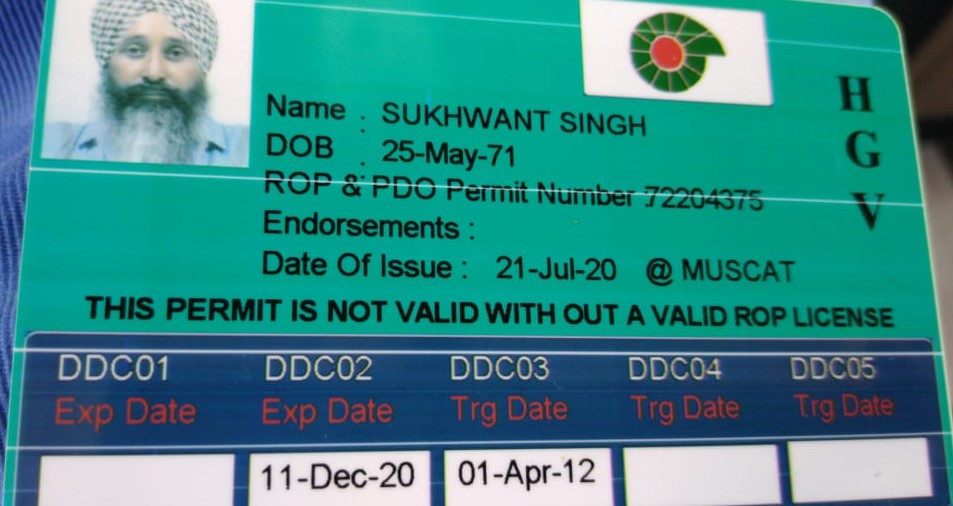 Name : SUKHWANT SINGH
DOB : 25-May-71
ROP & PDO Permit Number :72204375
Endorsements :
Date Of Issue : 21-Jul-20 @ MUSCAT
H
G
V
THIS PERMIT IS NOT VALID WITH OUT A VALID ROP LICENSE
DDC01 DDC02 DDC03 DDC04 DDC05
Exp Date Exp Date Trg Date Trg Date Trg Date
11-Dec-20 01-Apr-12